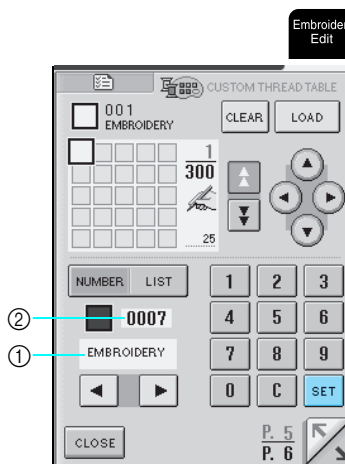 Embroider
Edit
CUSTOM THREAD TABLE
001
EMBROIDERY
CLEAR
LOAD
1
300
25
NUMBER
LIST
1
2
3
② 0007
4
5
6
① EMBROIDERY
7
8
9
0
C
SET
CLOSE
P. 5
P. 6